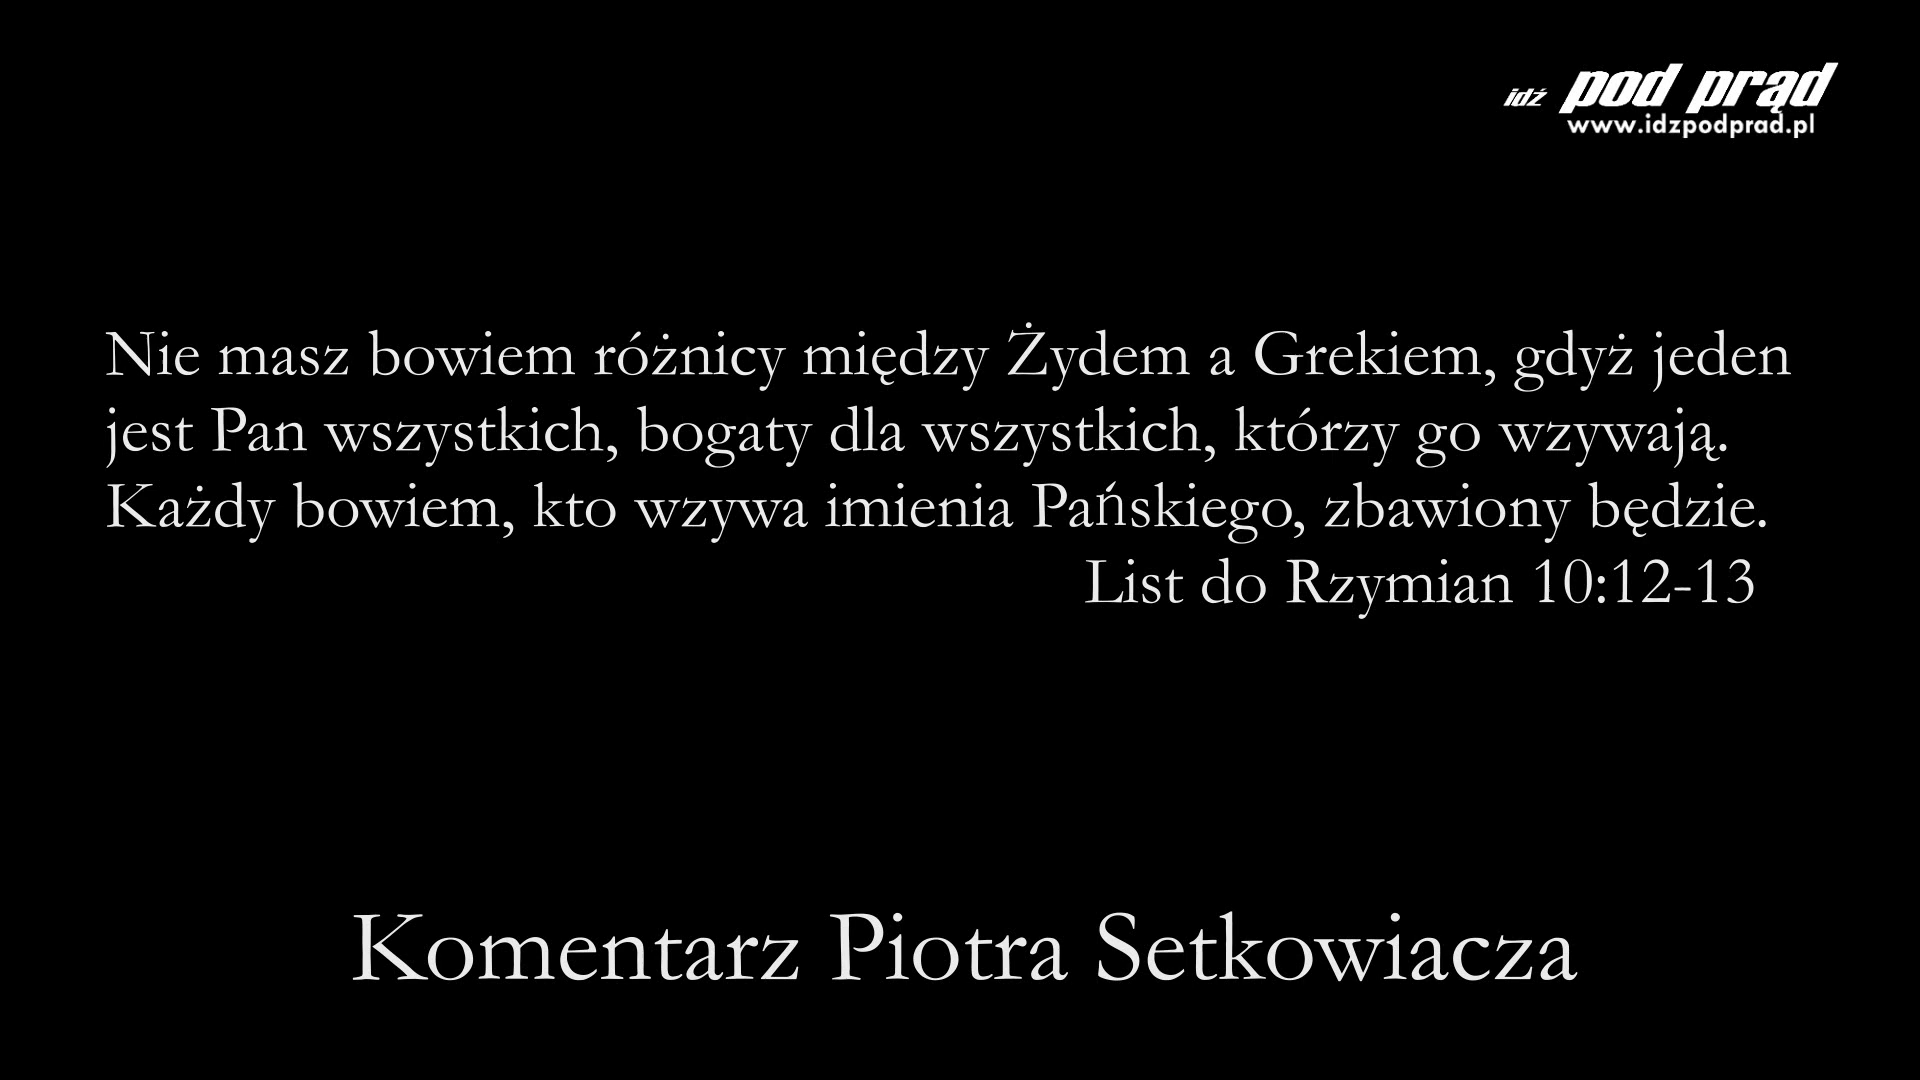 idź pod prąd
www.idzpodprad.pl
Nie masz bowiem różnicy między Żydem a Grekiem, gdyż jeden
jest Pan wszystkich, bogaty dla wszystkich, którzy go wzywają.
Każdy bowiem, kto wzywa imienia Pańskiego, zbawiony będzie.
List do Rzymian 10:12-13
Komentarz Piotra Setkowiacza